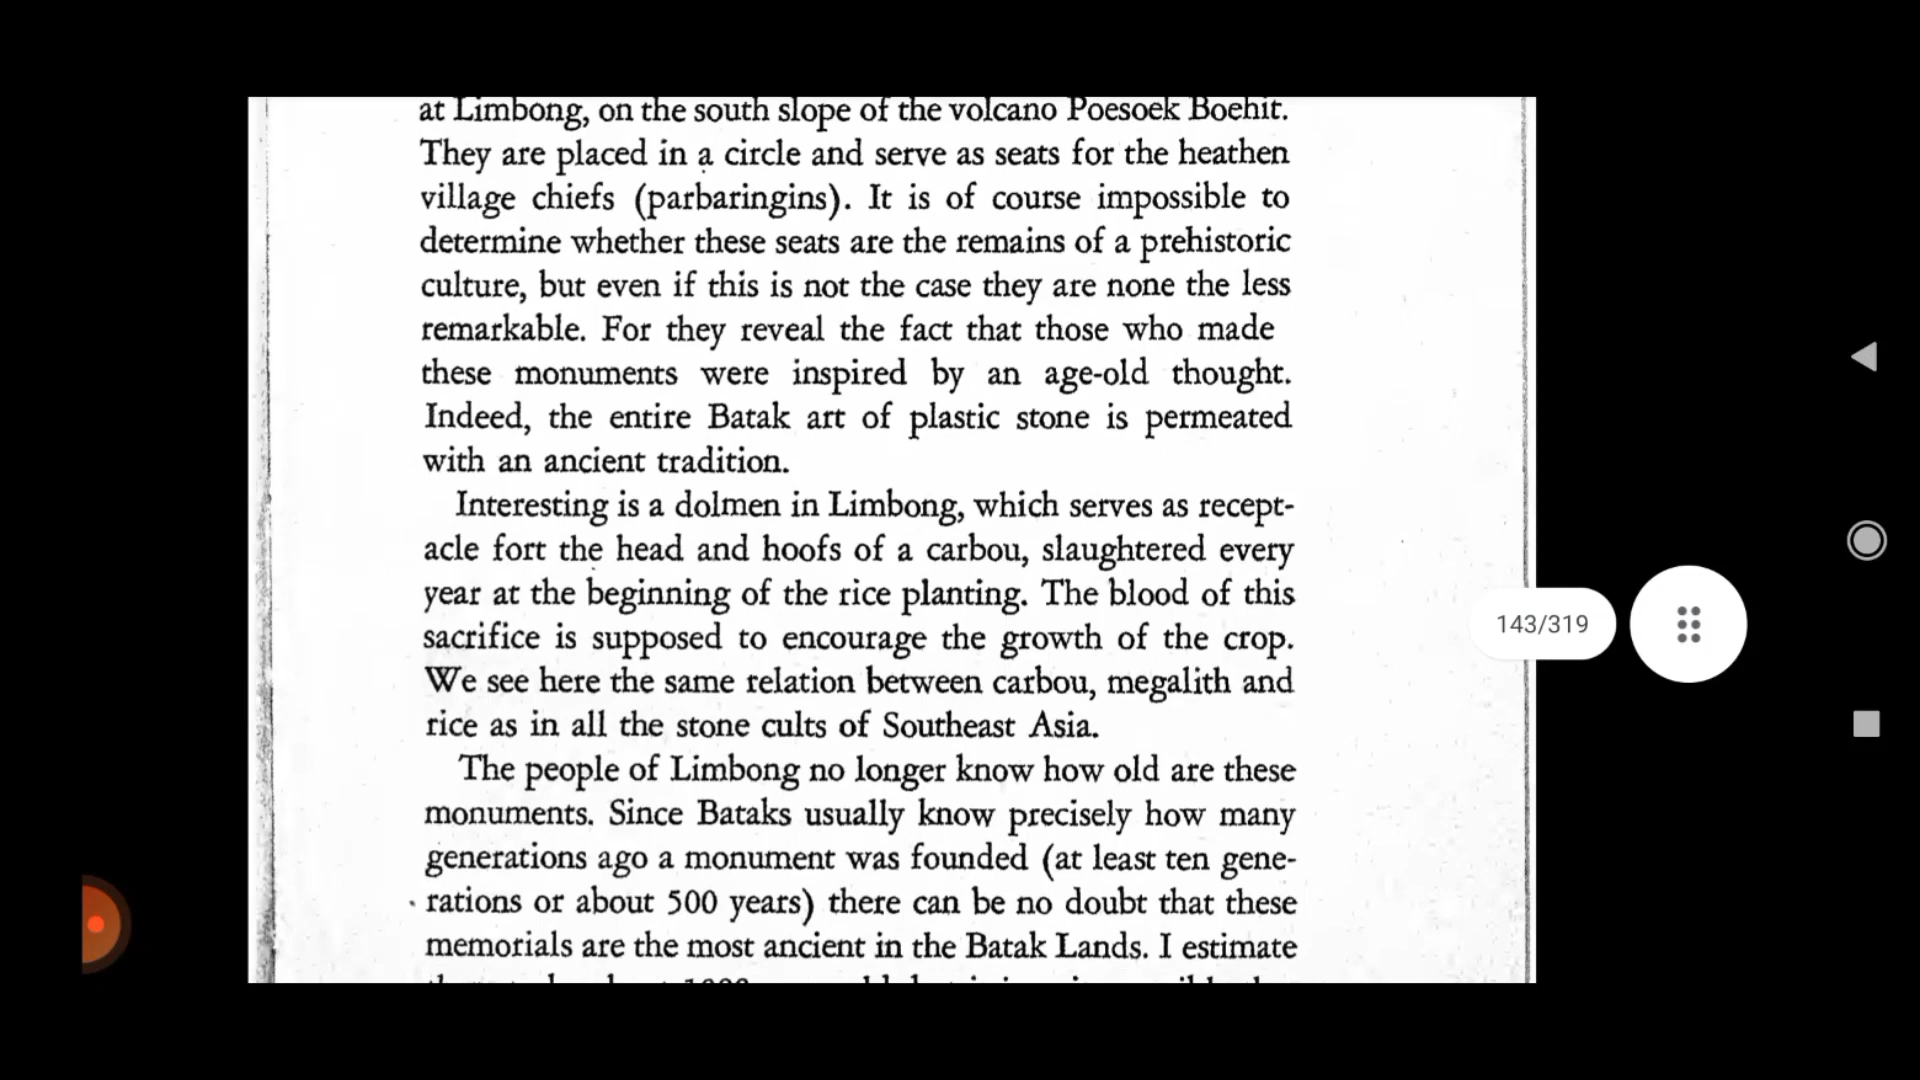 at Limbong, on the south slope of the volcano Poesoek Boehit.
They are placed in a circle and serve as seats for the heathen
village chiefs (parbaringins). It is of course impossible to
determine whether these seats are the remains of a prehistoric
culture, but even if this is not the case they are none the less
remarkable. For they reveal the fact that those who made
these monuments were inspired by an age-old thought.
Indeed, the entire Batak art of plastic stone is permeated
with an ancient tradition.
Interesting is a dolmen in Limbong, which serves as recept-
acle fort the head and hoofs of a carbou, slaughtered every
year at the beginning of the rice planting. The blood of this
sacrifice is supposed to encourage the growth of the crop.
We see here the same relation between carbou, megalith and
rice as in all the stone cults of Southeast Asia.
The people of Limbong no longer know how old are these
monuments. Since Bataks usually know precisely how many
generations ago a monument was founded (at least ten gene-
rations or about 500 years) there can be no doubt that these
memorials are the most ancient in the Batak Lands. I estimate
143/319